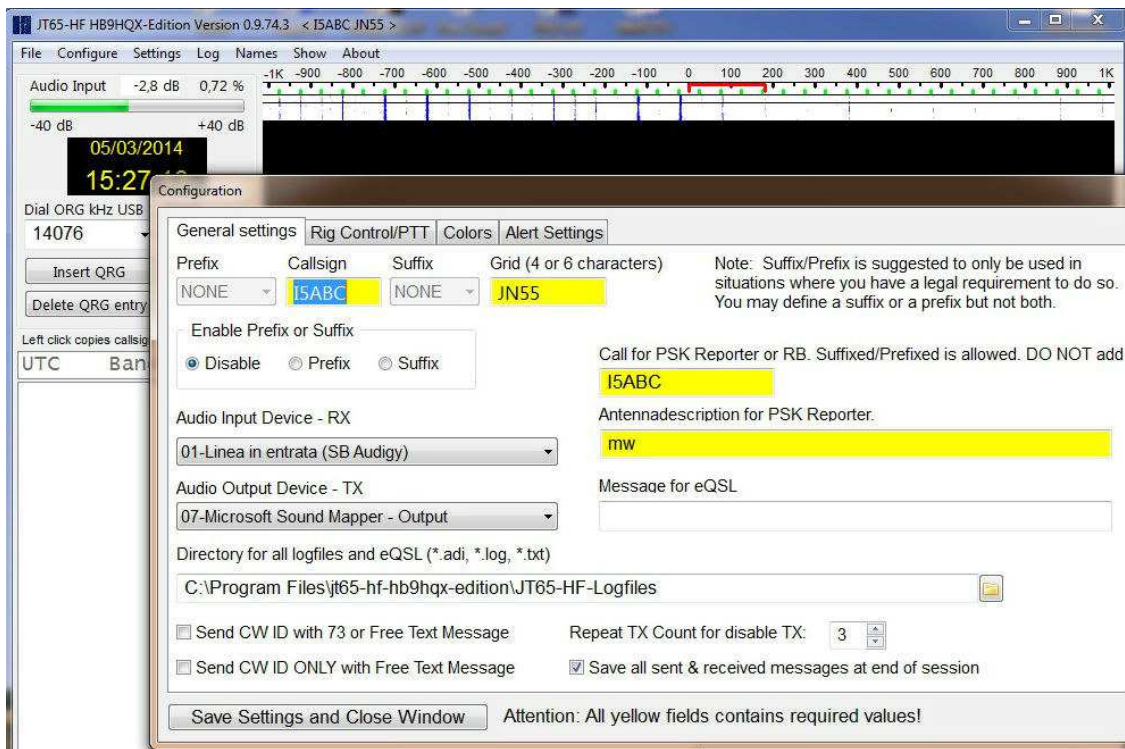 JT65-HF HB9HQX-Edition Version 0.9.74.3 < I5ABC JN55 >
File Configure Settings Log Names Show About
Audio Input -2,8 dB 0,72 %
-1K -900 -800 -700 -600 -500 -400 -300 -200 -100 0 100 200 300 400 500 600 700 800 900 1K
-40 dB +40 dB
05/03/2014
15:27
Dial QRG kHz USB
14076
Insert QRG
Delete QRG entry
Left click copies callsig
UTC Ban
Configuration
General settings Rig Control/PTT Colors Alert Settings
Prefix Callsign Suffix Grid (4 or 6 characters)
NONE I5ABC NONE JN55
Note: Suffix/Prefix is suggested to only be used in
situations where you have a legal requirement to do so.
You may define a suffix or a prefix but not both.
Enable Prefix or Suffix
Disable Prefix Suffix
Call for PSK Reporter or RB. Suffixed/Prefixed is allowed. DO NOT add
I5ABC
Audio Input Device - RX
01-Linea in entrata (SB Audigy)
Antennadescription for PSK Reporter.
mw
Audio Output Device - TX
07-Microsoft Sound Mapper - Output
Message for eQSL
Directory for all logfiles and eQSL (*.adi, *.log, *.txt)
C:\Program Files\jt65-hf-hb9hqx-edition\JT65-HF-Logfiles
Send CW ID with 73 or Free Text Message
Repeat TX Count for disable TX: 3
Send CW ID ONLY with Free Text Message
Save all sent & received messages at end of session
Save Settings and Close Window
Attention: All yellow fields contains required values!